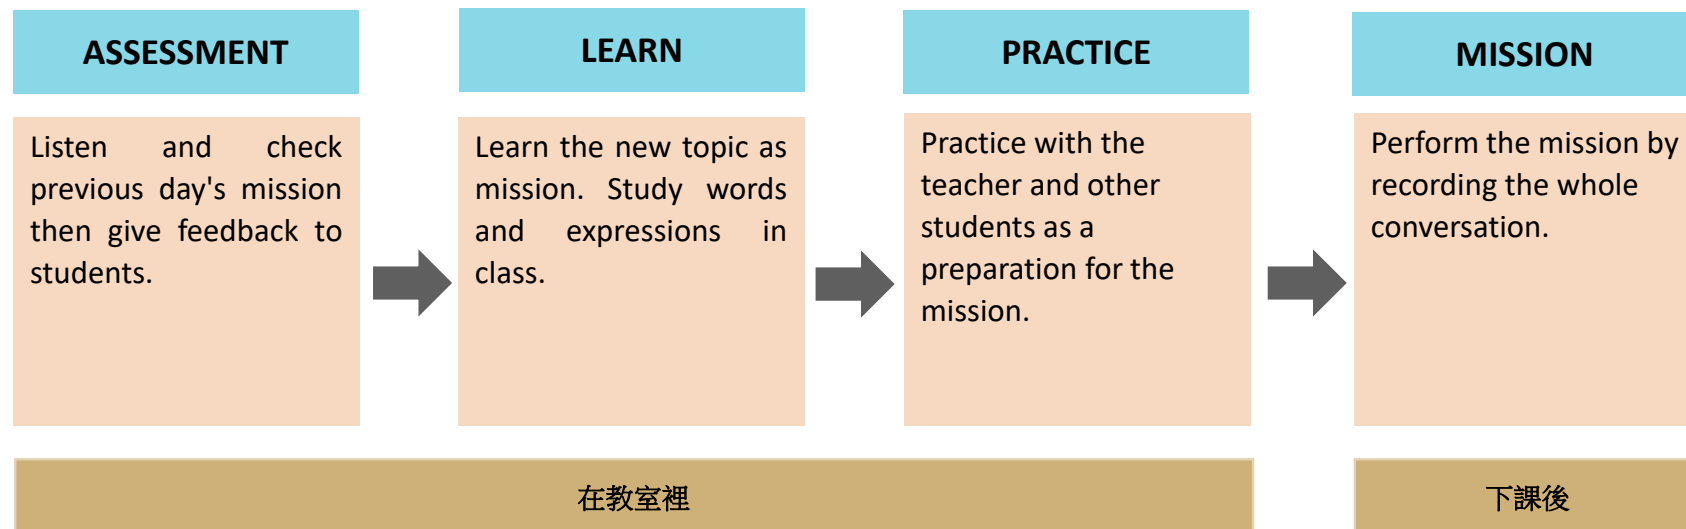 ASSESSMENT
Listen and check
previous day's mission
then give feedback to
students.
LEARN
Learn the new topic as
mission. Study words
and expressions in
class.
PRACTICE
Practice with the
teacher and other
students as a
preparation for the
mission.
MISSION
Perform the mission by
recording the whole
conversation.
在教室裡
下課後